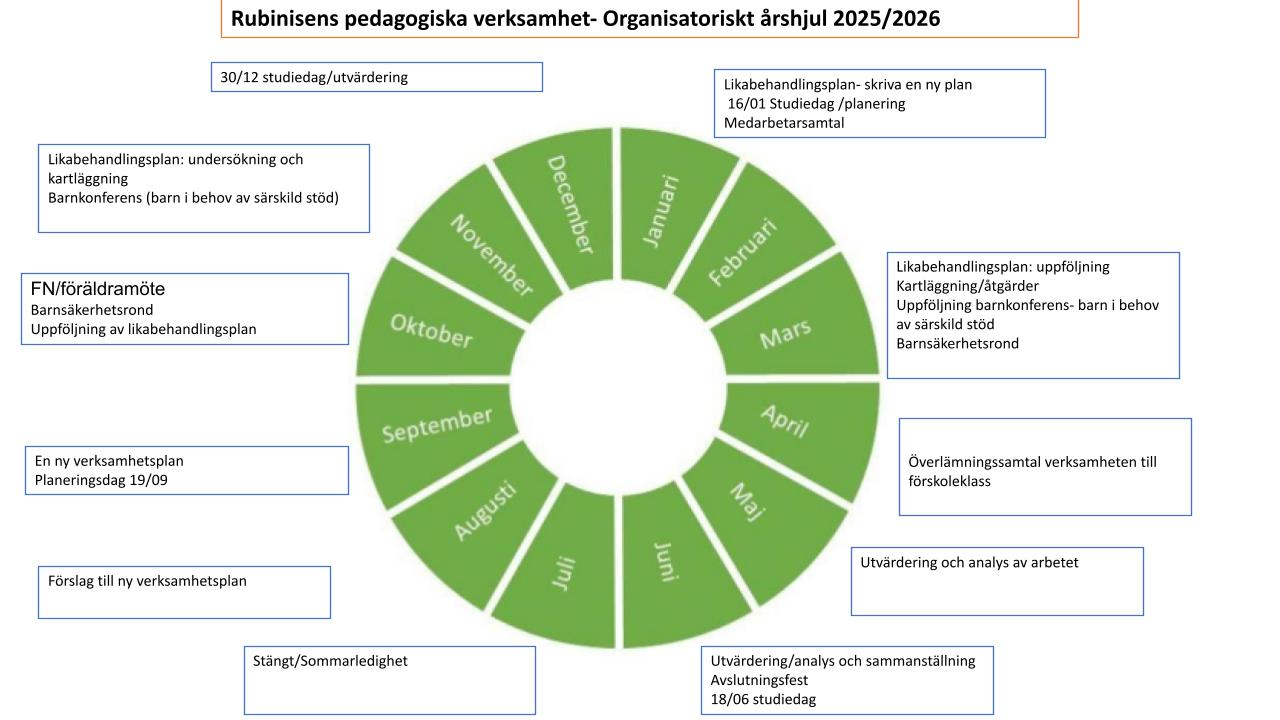 Rubinisens pedagogiska verksamhet- Organisatoriskt årshjul 2025/2026
30/12 studiedag/utvärdering
Likabehandlingsplan- skriva en ny plan
16/01 Studiedag /planering
Medarbetarsamtal
Likabehandlingsplan: undersökning och
kartläggning
Barnkonferens (barn i behov av särskild stöd)
Likabehandlingsplan: uppföljning
Kartläggning/åtgärder
Uppföljning barnkonferens- barn i behov
av särskild stöd
Barnsäkerhetsrond
FN/föräldramöte
Barnsäkerhetsrond
Uppföljning av likabehandlingsplan
Överlämningssamtal verksamheten till
förskoleklass
En ny verksamhetsplan
Planeringsdag 19/09
Utvärdering och analys av arbetet
Förslag till ny verksamhetsplan
Stängt/Sommarledighet
Utvärdering/analys och sammanställning
Avslutningsfest
18/06 studiedag
Januari
Februari
Mars
April
Maj
Juni
Juli
Augusti
September
Oktober
November
December